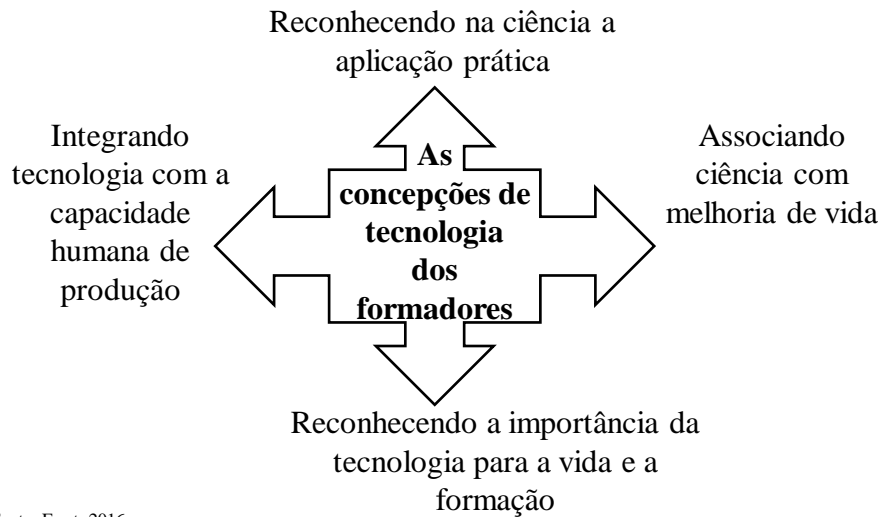 Reconhecendo na ciência a
aplicação prática
Integrando
tecnologia com a
capacidade
humana de
produção
As
concepções de
tecnologia
dos
formadores
Associando
ciência com
melhoria de vida
Reconhecendo a importância da
tecnologia para a vida e a
formação